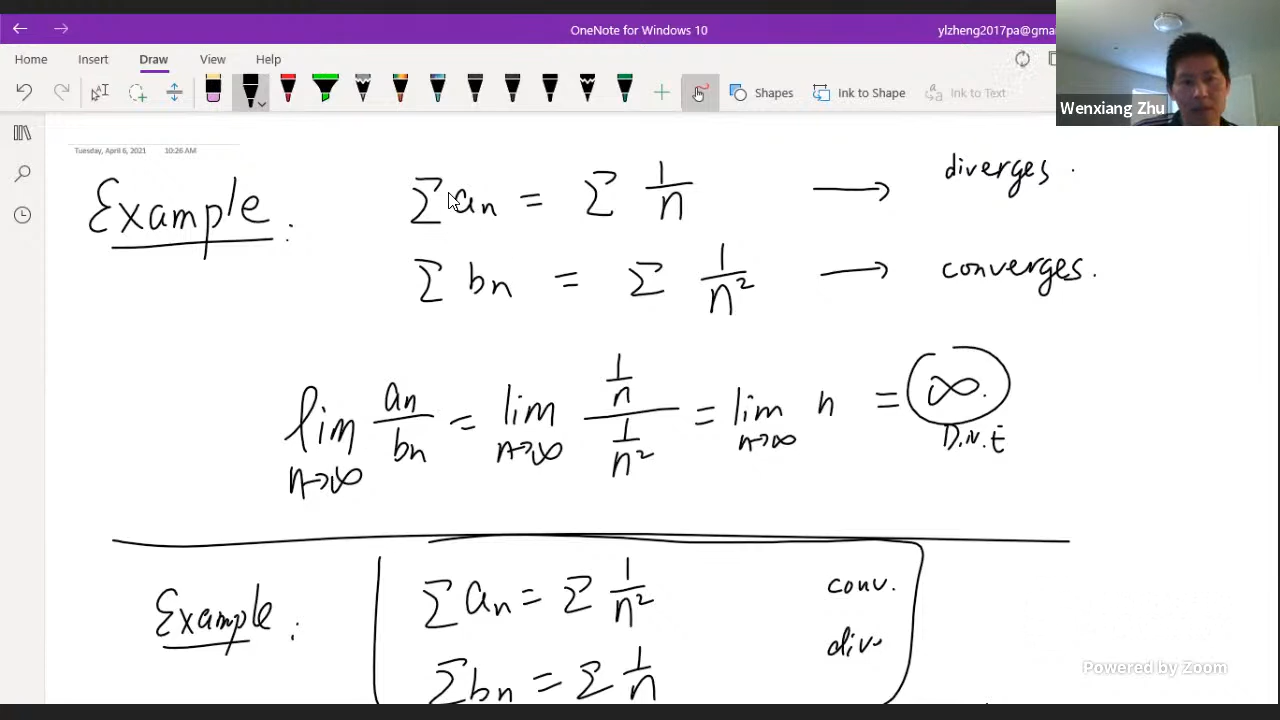 OneNote for Windows 10
ylzheng2017pa@gma
Home Insert Draw View Help
Shapes Ink to Shape Ink to Text
Wenxiang Zhu
Tuesday, April 6, 2021 10:26 AM
Example: Σ an = Σ 1/n → diverges.
Σ bn = Σ 1/n² → converges.
lim n→∞ an/bn = lim n→∞ (1/n)/(1/n²) = lim n→∞ n = ∞. D.N.E
Example: Σ an = Σ 1/n² conv.
Σ bn = Σ 1/n div
Powered by Zoom